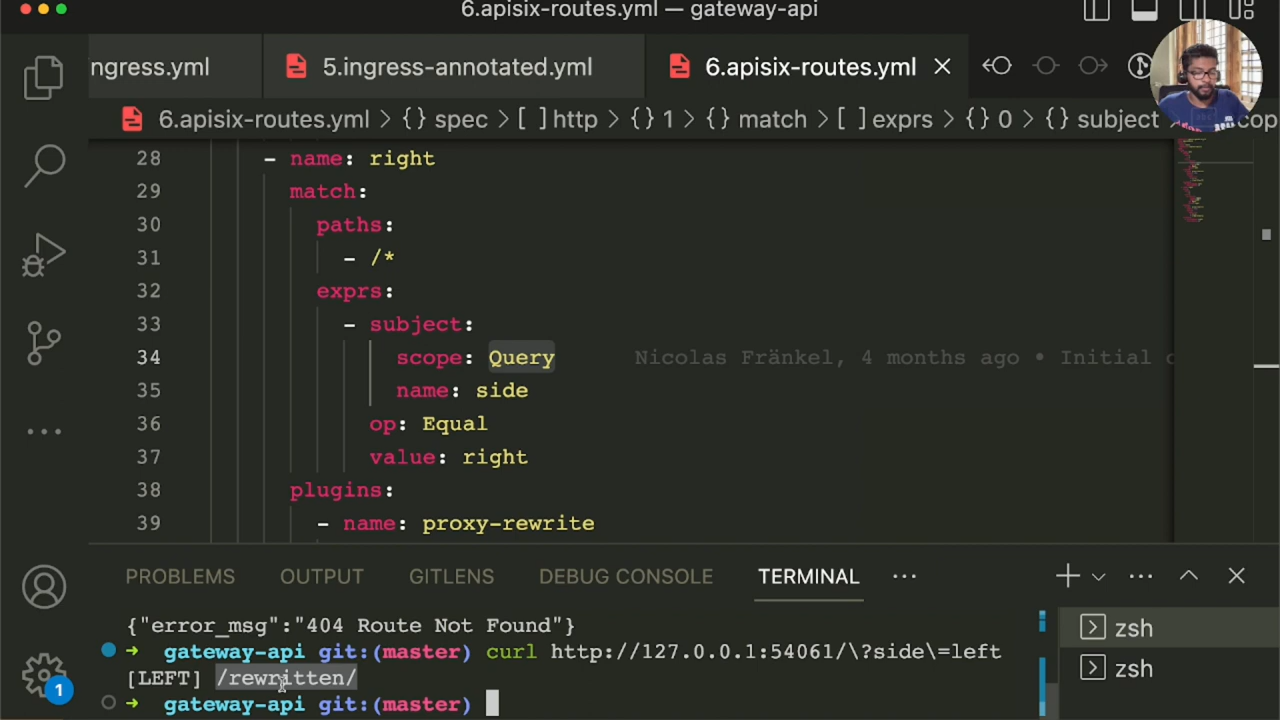 6.apisix-routes.yml — gateway-api
ngress.yml 5.ingress-annotated.yml 6.apisix-routes.yml
6.apisix-routes.yml > {} spec > [ ] http > {} 1 > {} match > [ ] exprs > {} 0 > {} subject > scop
28 - name: right
29 match:
30 paths:
31 - /*
32 exprs:
33 - subject:
34 scope: Query Nicolas Fränkel, 4 months ago • Initial c
35 name: side
36 op: Equal
37 value: right
38 plugins:
39 - name: proxy-rewrite
PROBLEMS OUTPUT GITLENS DEBUG CONSOLE TERMINAL
{"error_msg":"404 Route Not Found"}
➜ gateway-api git:(master) curl http://127.0.0.1:54061/\?side\=left
[LEFT] /rewritten/
➜ gateway-api git:(master)
zsh
zsh
1